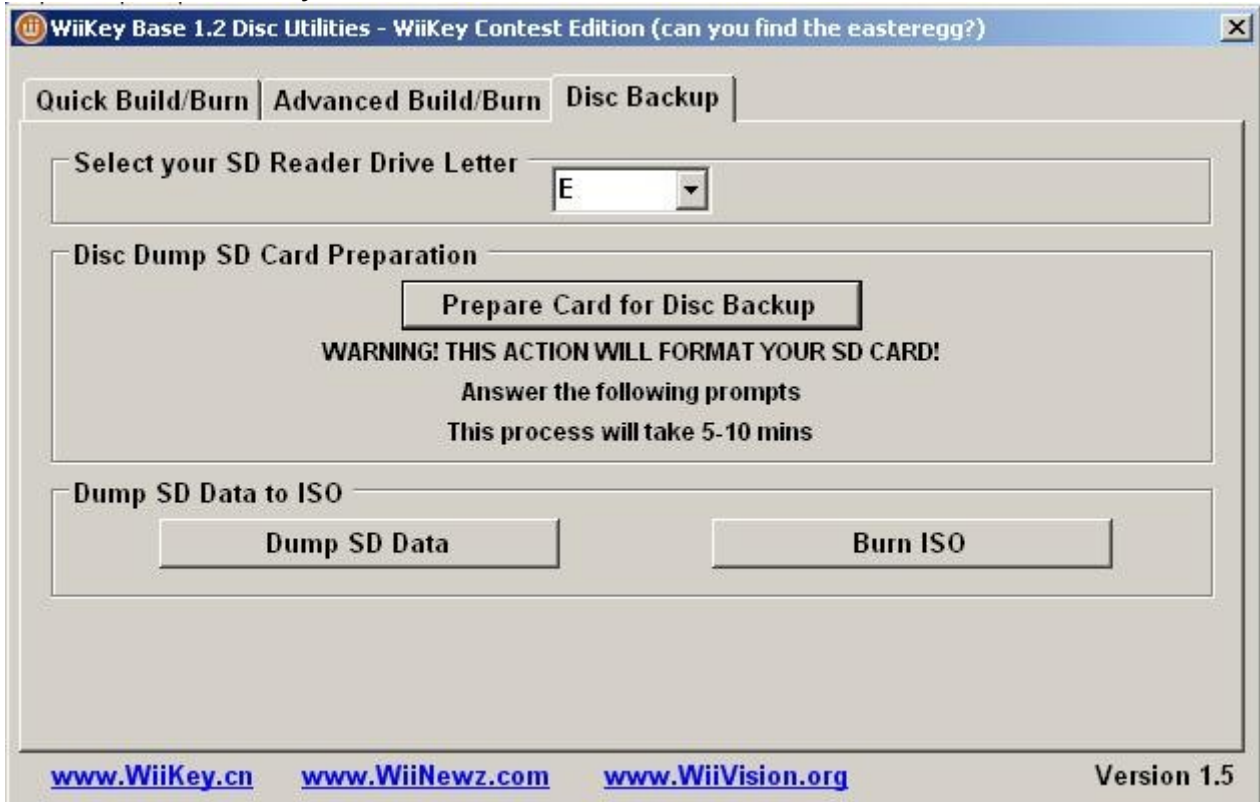 WiiKey Base 1.2 Disc Utilities - WiiKey Contest Edition (can you find the easteregg?)
Quick Build/Burn Advanced Build/Burn Disc Backup
Select your SD Reader Drive Letter
E
Disc Dump SD Card Preparation
Prepare Card for Disc Backup
WARNING! THIS ACTION WILL FORMAT YOUR SD CARD!
Answer the following prompts
This process will take 5-10 mins
Dump SD Data to ISO
Dump SD Data Burn ISO
www.WiiKey.cn www.WiiNewz.com www.WiiVision.org Version 1.5